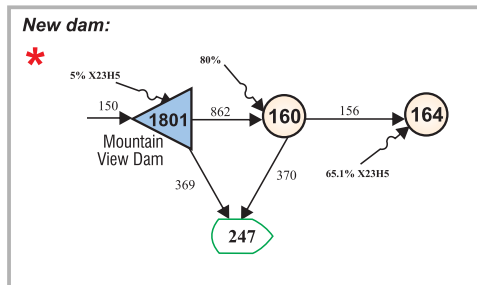 New dam:
*
5% X23H5
80%
150
1801
862
160
156
164
Mountain
View Dam
65.1% X23H5
369
370
247